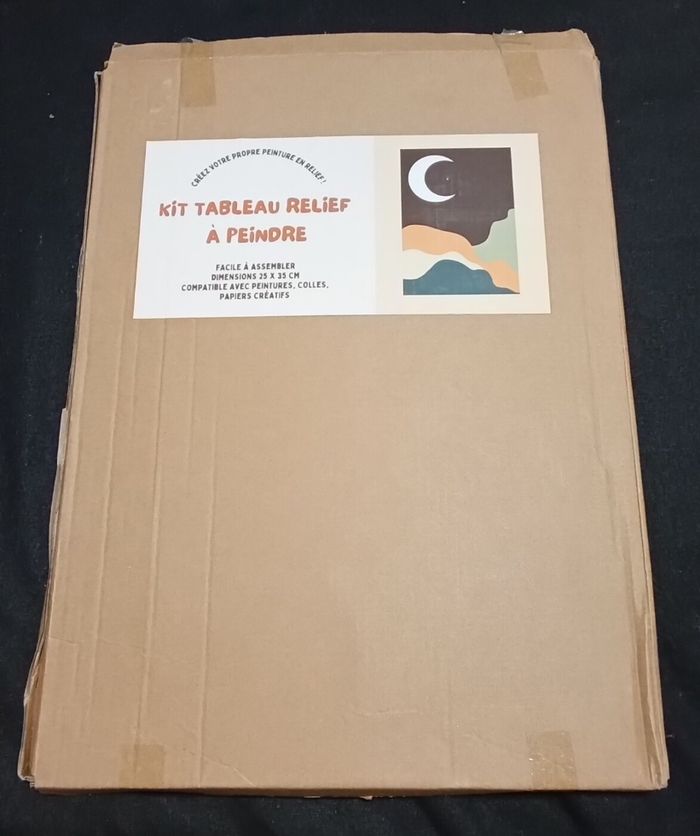 CRÉEZ VOTRE PROPRE PEINTURE EN RELIEF!
KIT TABLEAU RELIEF
À PEINDRE
FACILE À ASSEMBLER
DIMENSIONS 25 X 35 CM
COMPATIBLE AVEC PEINTURES, COLLES,
PAPIERS CRÉATIFS